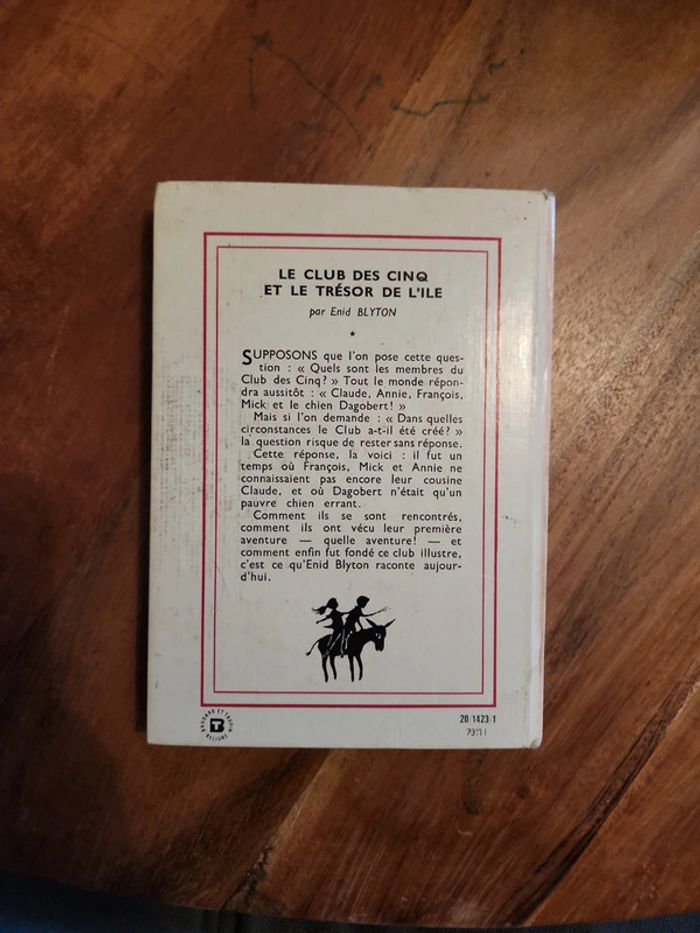 LE CLUB DES CINQ
ET LE TRÉSOR DE L'ILE
par Enid BLYTON
SUPPOSONS que l'on pose cette ques-
tion : « Quels sont les membres du
Club des Cinq? » Tout le monde répon-
dra aussitôt : « Claude, Annie, François,
Mick et le chien Dagobert! »
Mais si l'on demande : « Dans quelles
circonstances le Club a-t-il été créé? »
la question risque de rester sans réponse.
Cette réponse, la voici : il fut un
temps où François, Mick et Annie ne
connaissaient pas encore leur cousine
Claude, et où Dagobert n'était qu'un
pauvre chien errant.
Comment ils se sont rencontrés,
comment ils ont vécu leur première
aventure — quelle aventure! — et
comment enfin fut fondé ce club illustre,
c'est ce qu'Enid Blyton raconte aujour-
d'hui.
BRODARD ET TAUPIN
RELIURE
20 1423 1